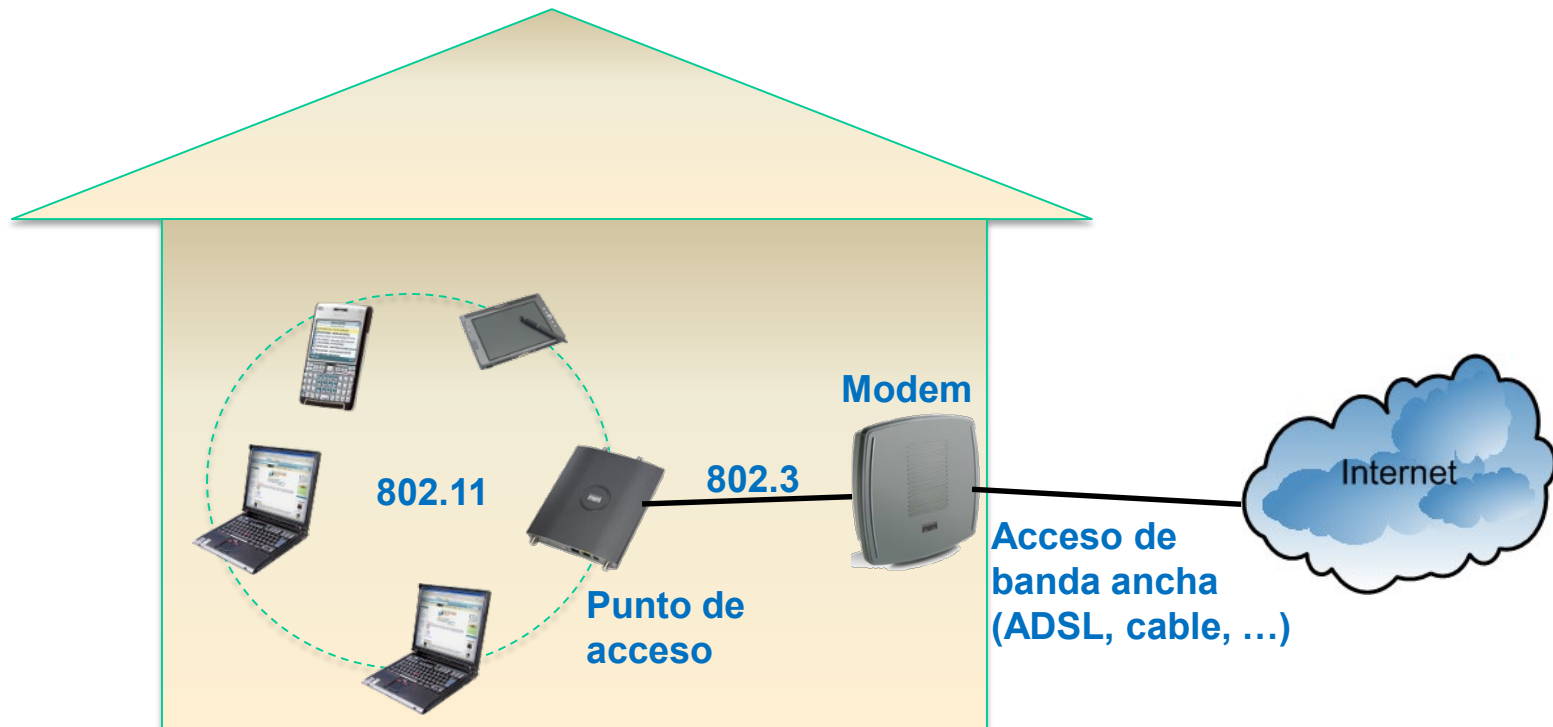 Modem
802.11
802.3
Internet
Punto de
acceso
Acceso de
banda ancha
(ADSL, cable, …)